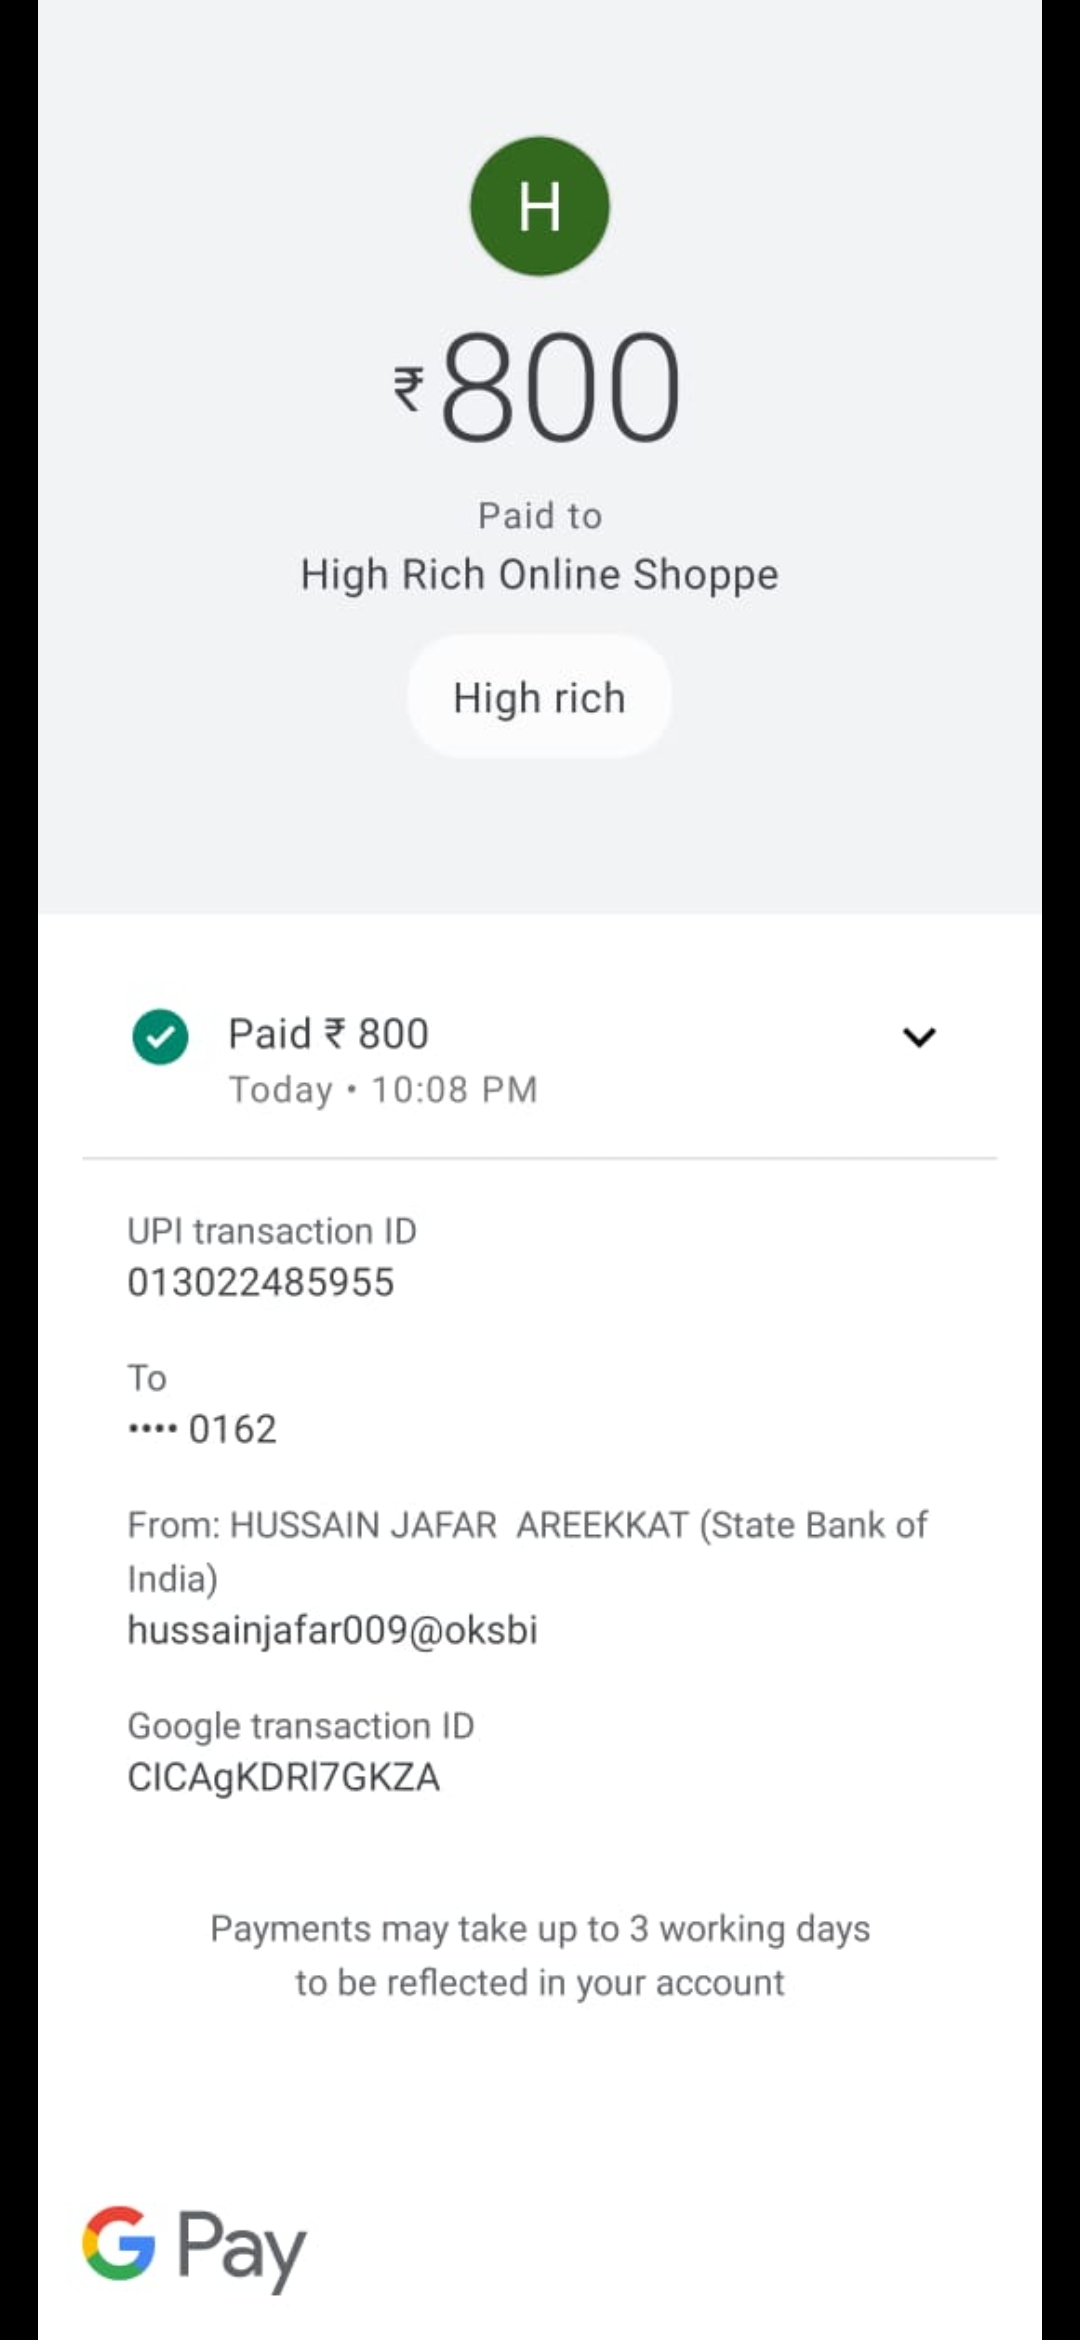 H
₹800
Paid to
High Rich Online Shoppe
High rich
Paid ₹ 800
Today • 10:08 PM
UPI transaction ID
013022485955
To
•••• 0162
From: HUSSAIN JAFAR  AREEKKAT (State Bank of
India)
hussainjafar009@oksbi
Google transaction ID
CICAgKDRl7GKZA
Payments may take up to 3 working days
to be reflected in your account
G Pay